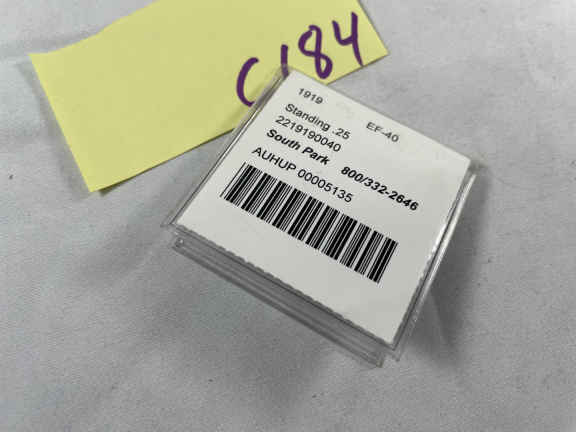 C184
1919 EF-40
Standing .25
2219190040
South Park 800/332-2646
AUHUP 00005135